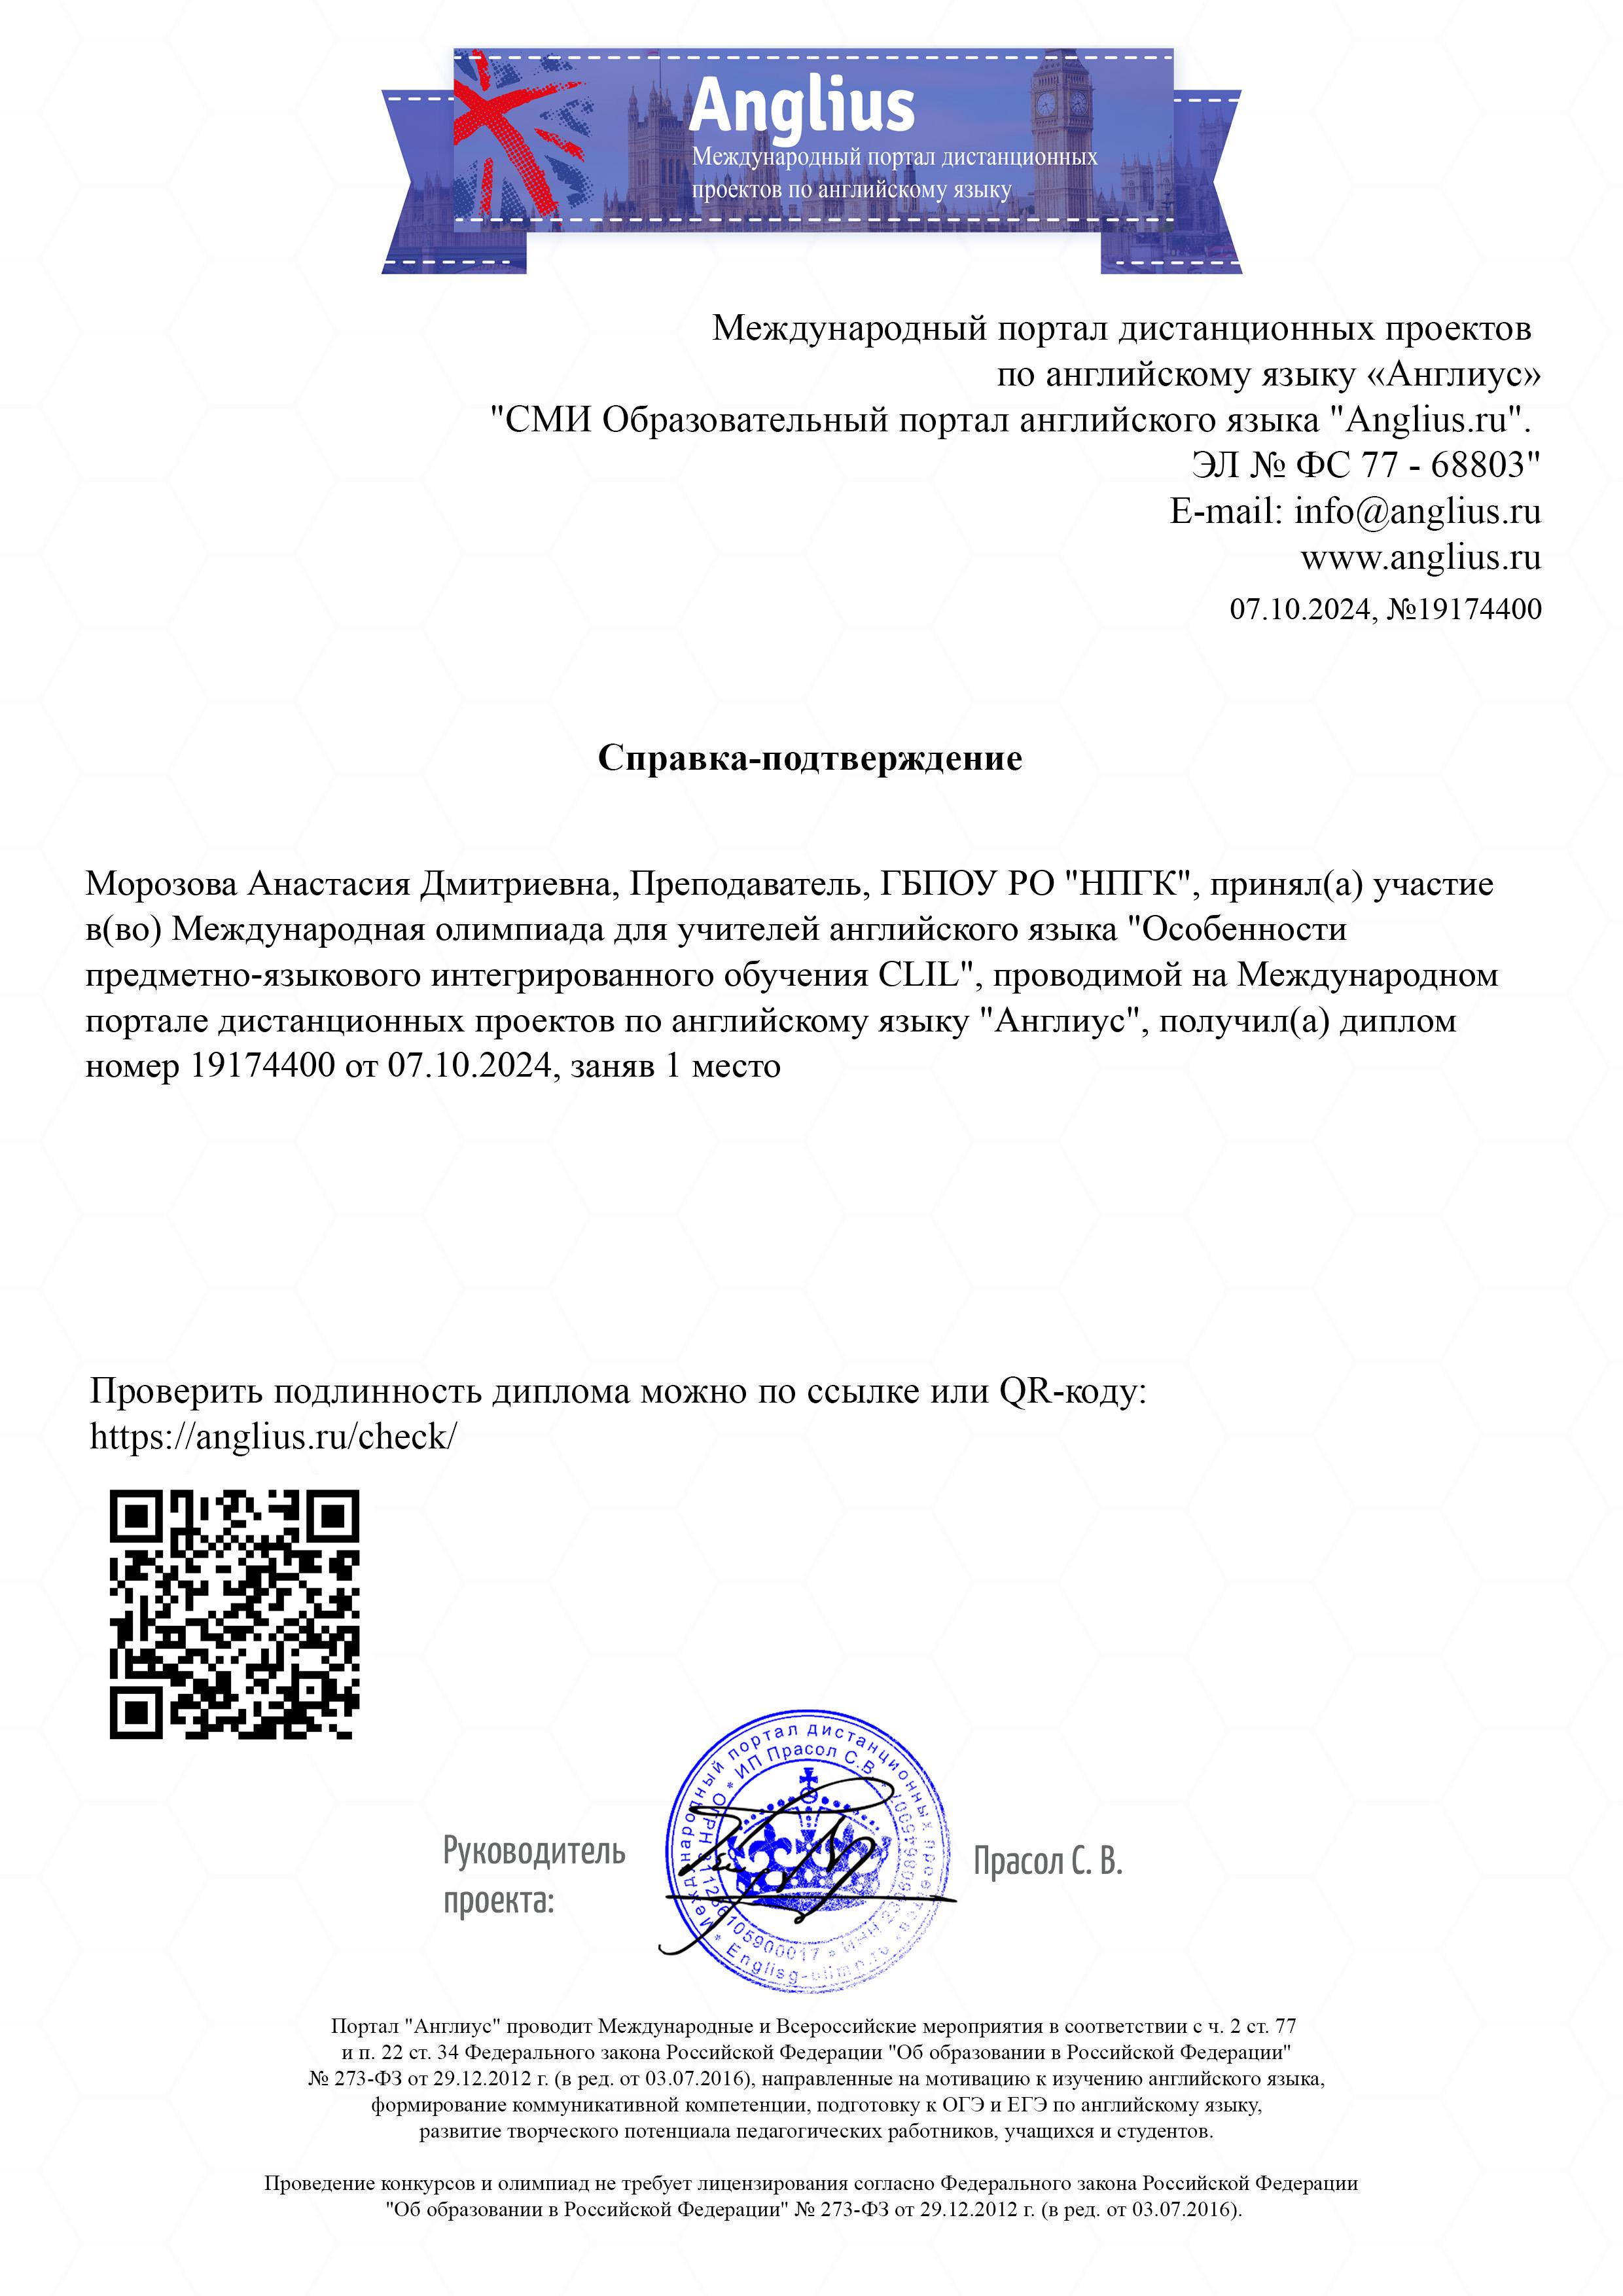 Anglius
Международный портал дистанционных
проектов по английскому языку
Международный портал дистанционных проектов
по английскому языку «Англиус»
"СМИ Образовательный портал английского языка "Anglius.ru".
ЭЛ № ФС 77 - 68803"
E-mail: info@anglius.ru
www.anglius.ru
07.10.2024, №19174400
Справка-подтверждение
Морозова Анастасия Дмитриевна, Преподаватель, ГБПОУ РО "НПГК", принял(а) участие
в(во) Международная олимпиада для учителей английского языка "Особенности
предметно-языкового интегрированного обучения CLIL", проводимой на Международном
портале дистанционных проектов по английскому языку "Англиус", получил(а) диплом
номер 19174400 от 07.10.2024, заняв 1 место
Проверить подлинность диплома можно по ссылке или QR-коду:
https://anglius.ru/check/
Руководитель
проекта:
Международный портал дистанционных проектов
ИП Прасол С.В.
Englisg-olimp.ru
Прасол С. В.
Портал "Англиус" проводит Международные и Всероссийские мероприятия в соответствии с ч. 2 ст. 77
и п. 22 ст. 34 Федерального закона Российской Федерации "Об образовании в Российской Федерации"
№ 273-ФЗ от 29.12.2012 г. (в ред. от 03.07.2016), направленные на мотивацию к изучению английского языка,
формирование коммуникативной компетенции, подготовку к ОГЭ и ЕГЭ по английскому языку,
развитие творческого потенциала педагогических работников, учащихся и студентов.
Проведение конкурсов и олимпиад не требует лицензирования согласно Федерального закона Российской Федерации
"Об образовании в Российской Федерации" № 273-ФЗ от 29.12.2012 г. (в ред. от 03.07.2016).